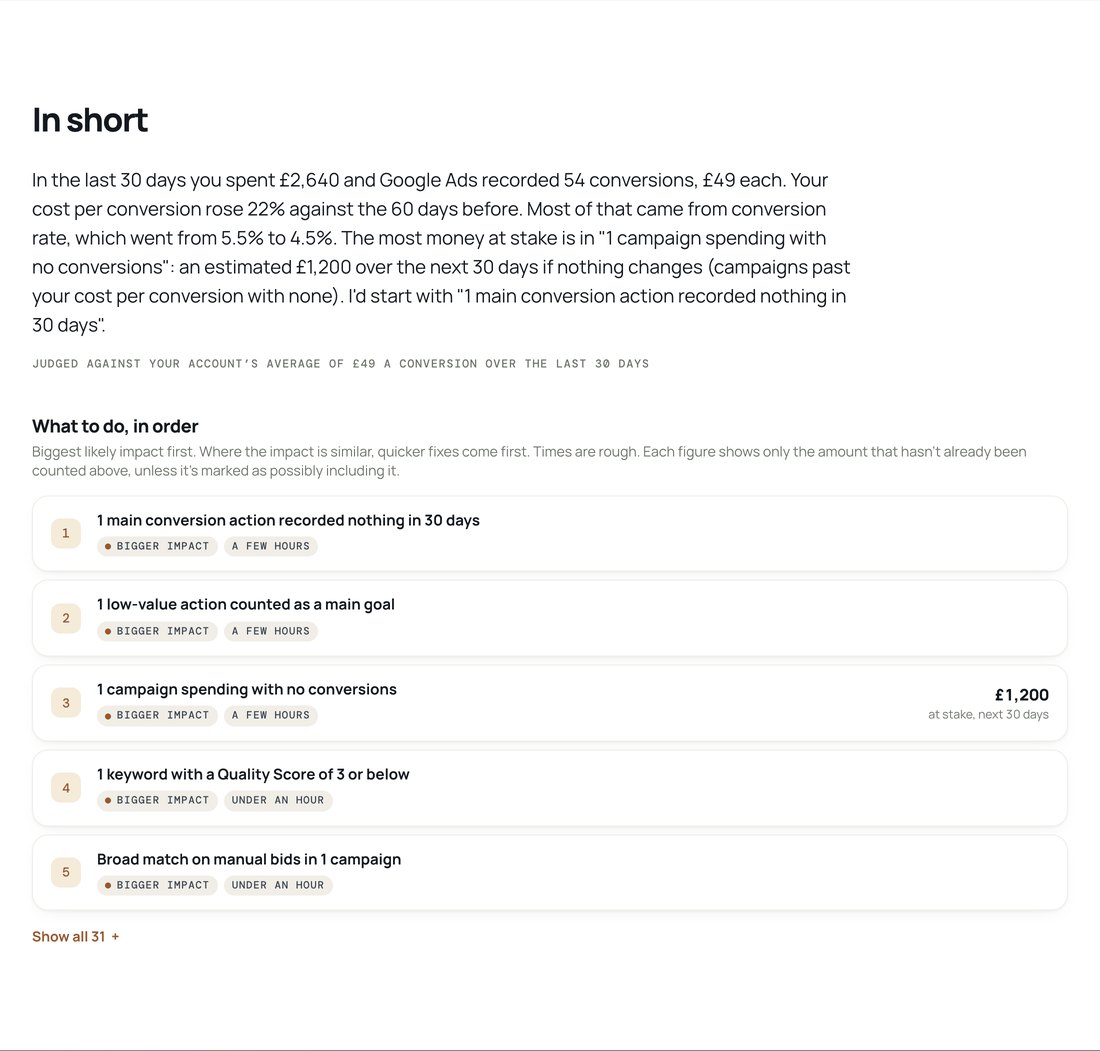 In short
In the last 30 days you spent £2,640 and Google Ads recorded 54 conversions, £49 each. Your
cost per conversion rose 22% against the 60 days before. Most of that came from conversion
rate, which went from 5.5% to 4.5%. The most money at stake is in "1 campaign spending with
no conversions": an estimated £1,200 over the next 30 days if nothing changes (campaigns past
your cost per conversion with none). I'd start with "1 main conversion action recorded nothing in
30 days".
JUDGED AGAINST YOUR ACCOUNT’S AVERAGE OF £49 A CONVERSION OVER THE LAST 30 DAYS
What to do, in order
Biggest likely impact first. Where the impact is similar, quicker fixes come first. Times are rough. Each figure shows only the amount that hasn’t already been
counted above, unless it’s marked as possibly including it.
1
1 main conversion action recorded nothing in 30 days
BIGGER IMPACT A FEW HOURS
2
1 low-value action counted as a main goal
BIGGER IMPACT A FEW HOURS
3
1 campaign spending with no conversions
BIGGER IMPACT A FEW HOURS
£1,200
at stake, next 30 days
4
1 keyword with a Quality Score of 3 or below
BIGGER IMPACT UNDER AN HOUR
5
Broad match on manual bids in 1 campaign
BIGGER IMPACT UNDER AN HOUR
Show all 31 +